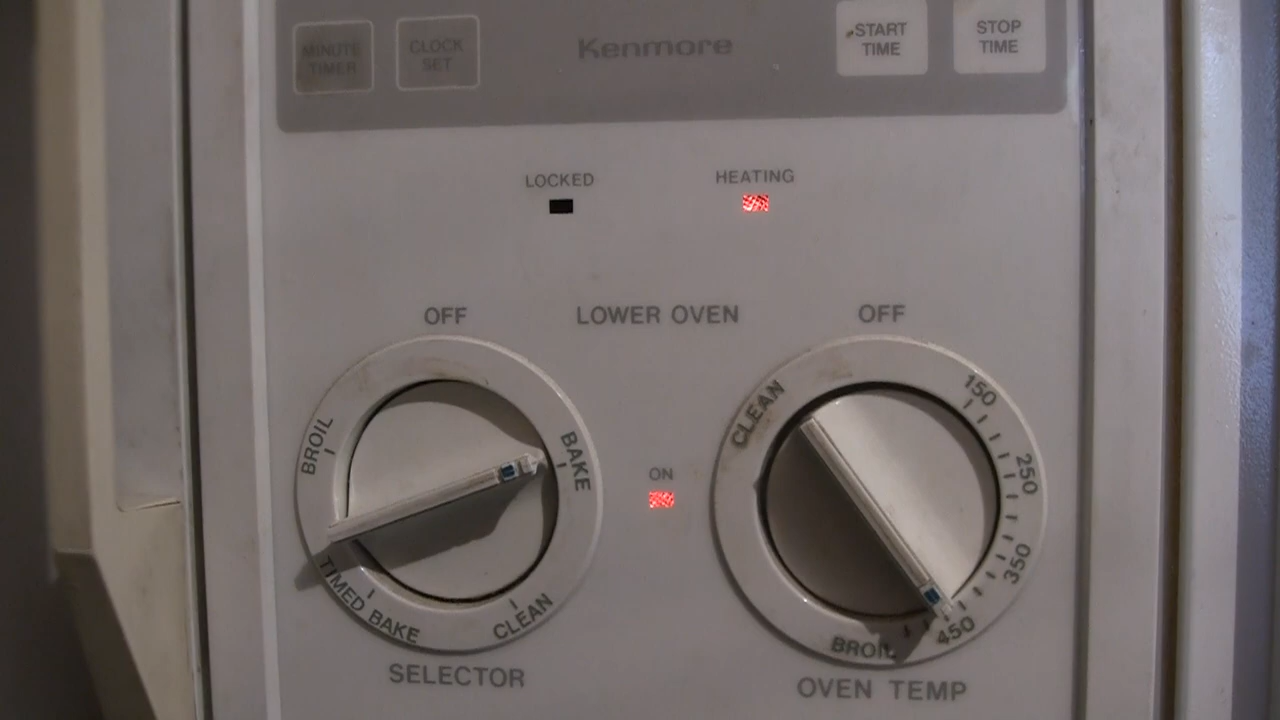 MINUTE
TIMER
CLOCK
SET
Kenmore
START
TIME
STOP
TIME
LOCKED
HEATING
OFF
LOWER OVEN
OFF
BROIL
BAKE
TIMED BAKE
CLEAN
ON
CLEAN
150
250
350
450
BROIL
SELECTOR
OVEN TEMP